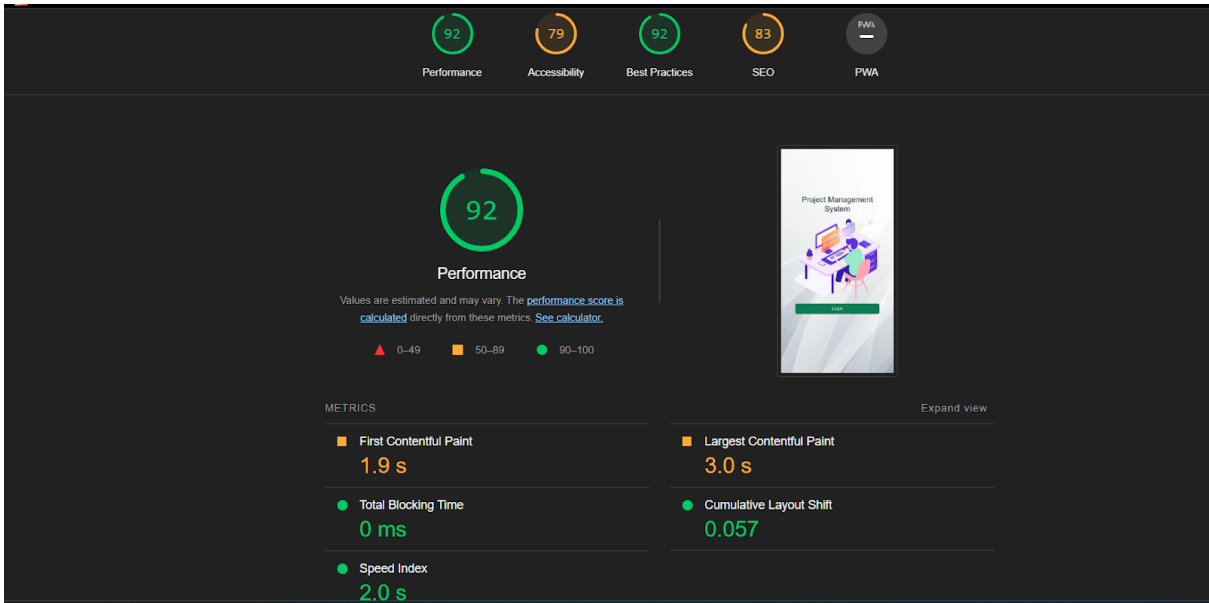 92
79
92
83
PWA
Performance
Accessibility
Best Practices
SEO
PWA
92
Performance
Values are estimated and may vary. The performance score is
calculated directly from these metrics. See calculator.
0–49
50–89
90–100
Project Management
System
Login
METRICS
Expand view
First Contentful Paint
1.9 s
Largest Contentful Paint
3.0 s
Total Blocking Time
0 ms
Cumulative Layout Shift
0.057
Speed Index
2.0 s